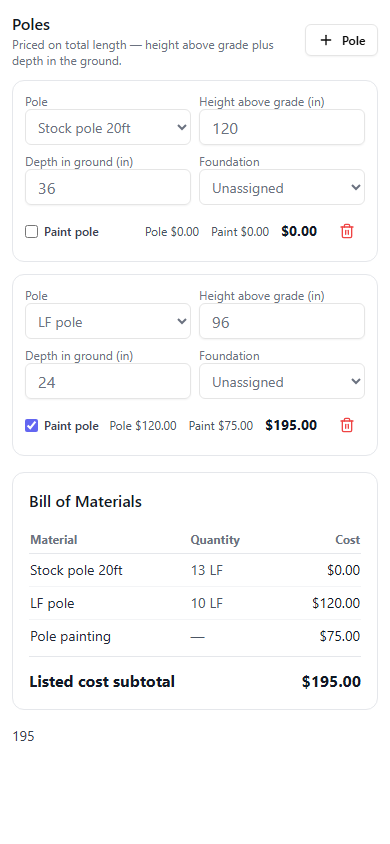 Poles
Priced on total length — height above grade plus
depth in the ground.
+ Pole
Pole
Height above grade (in)
Stock pole 20ft
120
Depth in ground (in)
Foundation
36
Unassigned
Paint pole
Pole $0.00
Paint $0.00
$0.00
Pole
Height above grade (in)
LF pole
96
Depth in ground (in)
Foundation
24
Unassigned
Paint pole
Pole $120.00
Paint $75.00
$195.00
Bill of Materials
Material Quantity Cost
Stock pole 20ft 13 LF $0.00
LF pole 10 LF $120.00
Pole painting — $75.00
Listed cost subtotal $195.00
195